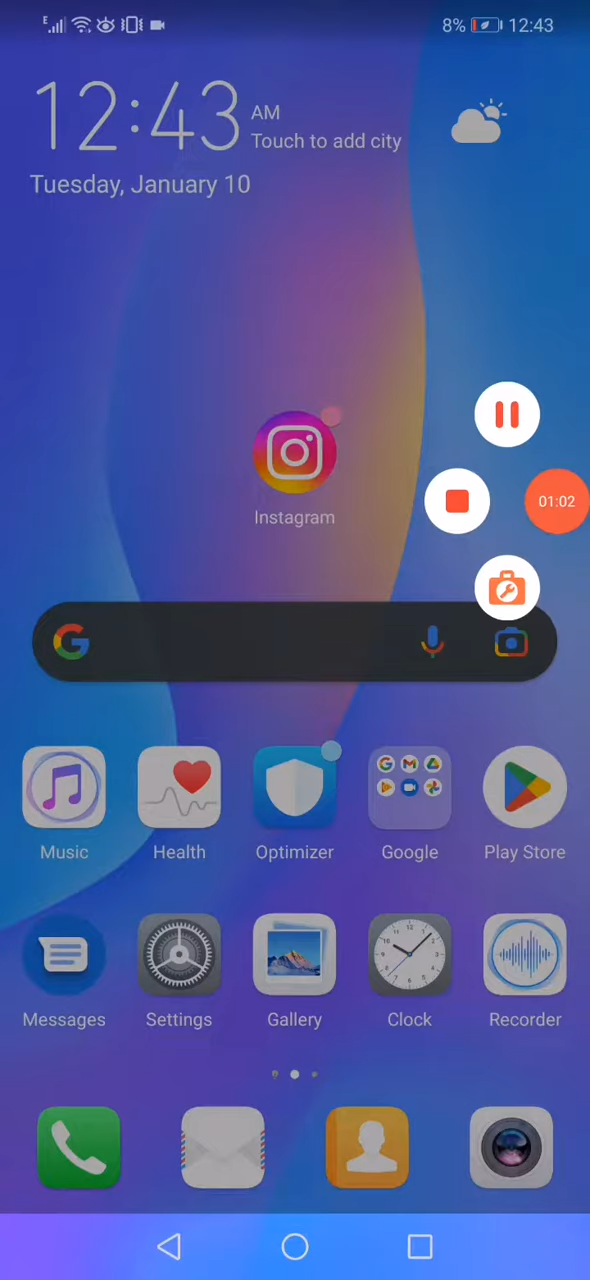 E 8% 12:43
12:43 AM
Touch to add city
Tuesday, January 10
Instagram
01:02
Music Health Optimizer Google Play Store
Messages Settings Gallery Clock Recorder